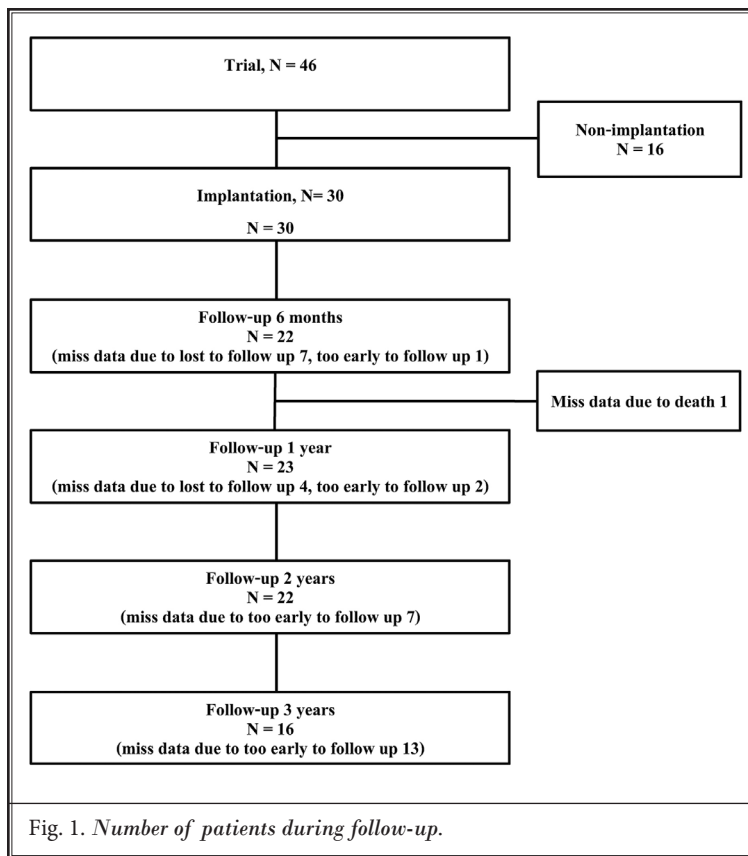 Trial, N = 46
Non-implantation
N = 16
Implantation, N= 30
N = 30
Follow-up 6 months
N = 22
(miss data due to lost to follow up 7, too early to follow up 1)
Miss data due to death 1
Follow-up 1 year
N = 23
(miss data due to lost to follow up 4, too early to follow up 2)
Follow-up 2 years
N = 22
(miss data due to too early to follow up 7)
Follow-up 3 years
N = 16
(miss data due to too early to follow up 13)
Fig. 1. Number of patients during follow-up.